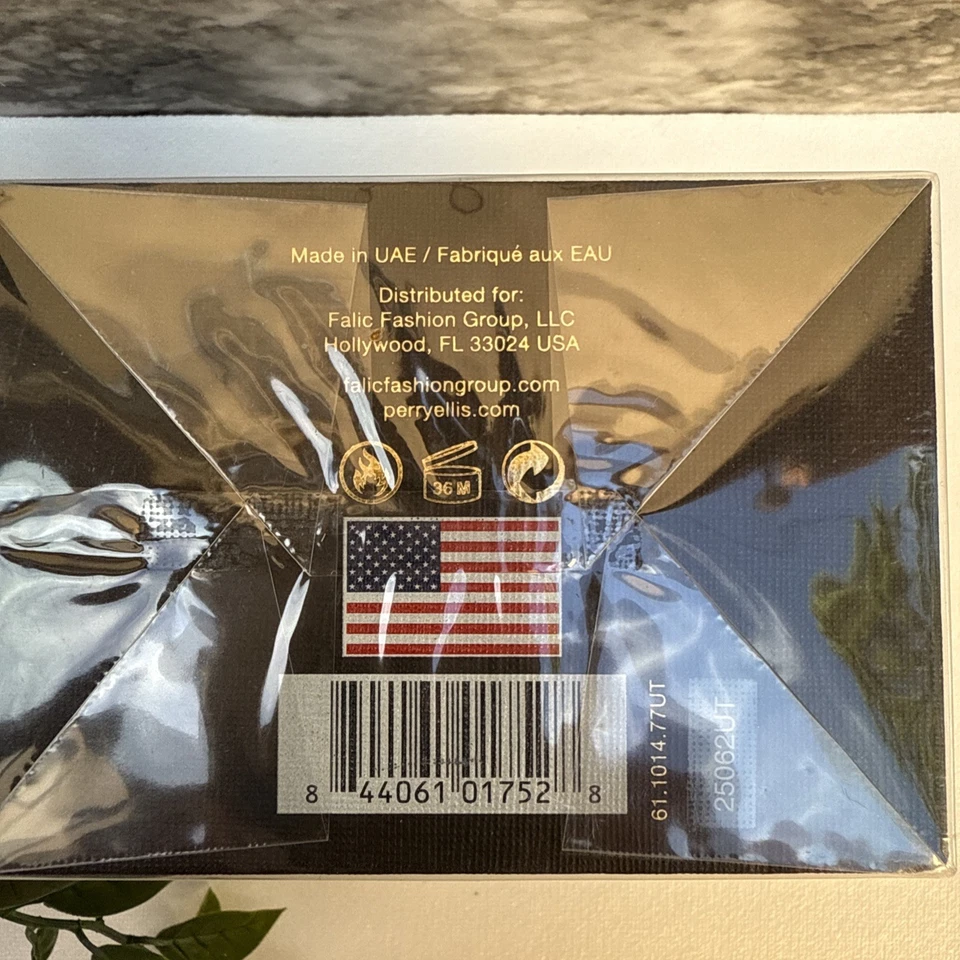 Made in UAE / Fabriqué aux EAU
Distributed for:
Falic Fashion Group, LLC
Hollywood, FL 33024 USA
falicfashiongroup.com
perryellis.com
36 M
8 44061 01752 8
61.1014.77UT
25062UT